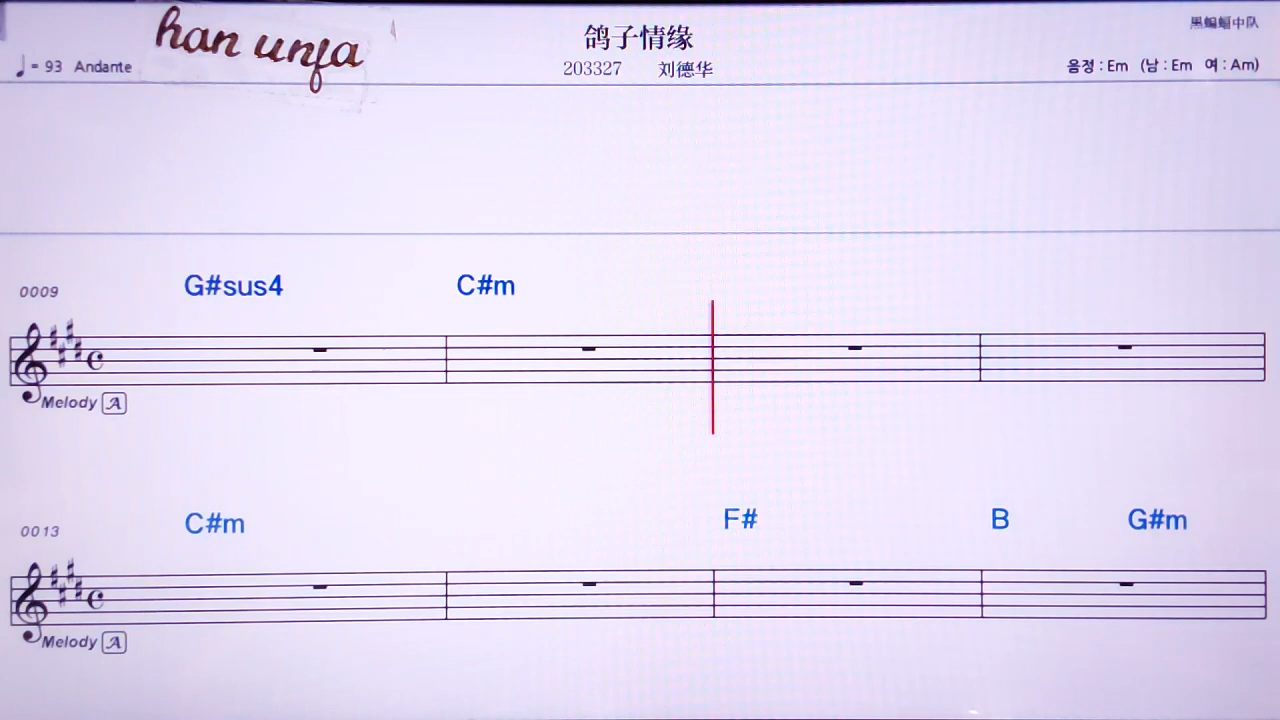 han unfa
鸽子情缘
黑蝙蝠中队
♩= 93 Andante
203327 刘德华
음정 : Em (남 : Em 여 : Am)
G#sus4 C#m
0009
Melody A
C#m F# B G#m
0013
Melody A